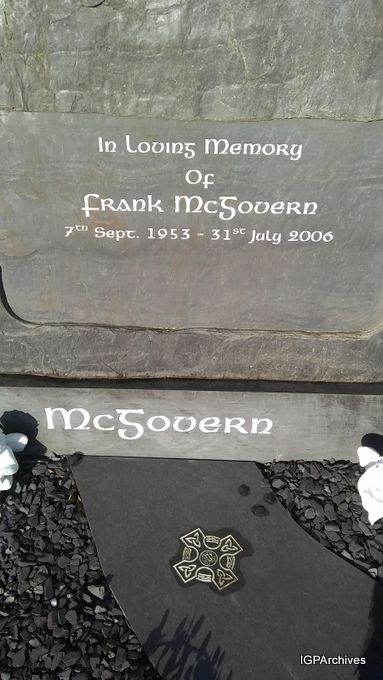 In Loving Memory
Of
Frank McGovern
7th Sept. 1953 - 31st July 2006
McGovern
IGPArchives